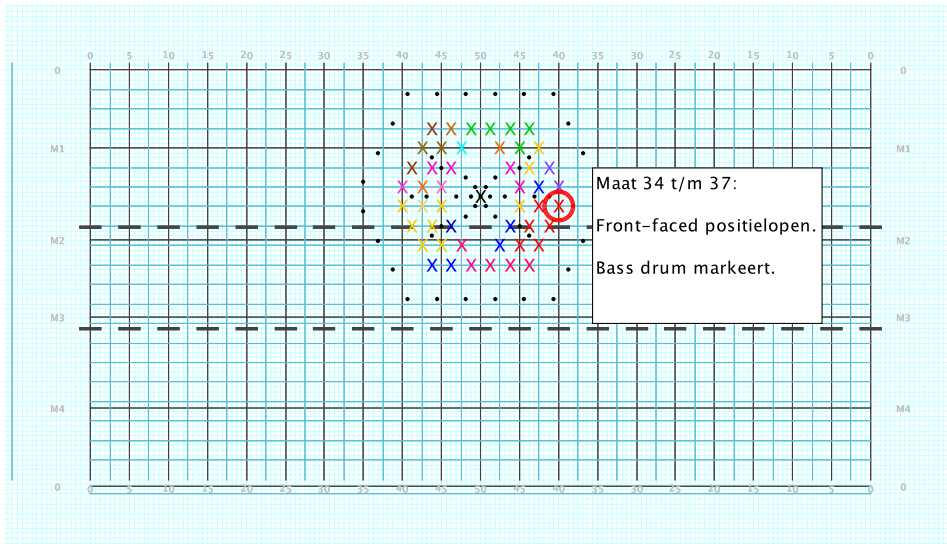 0 5 10 15 20 25 30 35 40 45 50 45 40 35 30 25 20 15 10 5 0
0 0
M1 M1
Maat 34 t/m 37:
Front-faced positielopen.
M2 M2
Bass drum markeert.
M3 M3
M4 M4
0 0
0 5 10 15 20 25 30 35 40 45 50 45 40 35 30 25 20 15 10 5 0